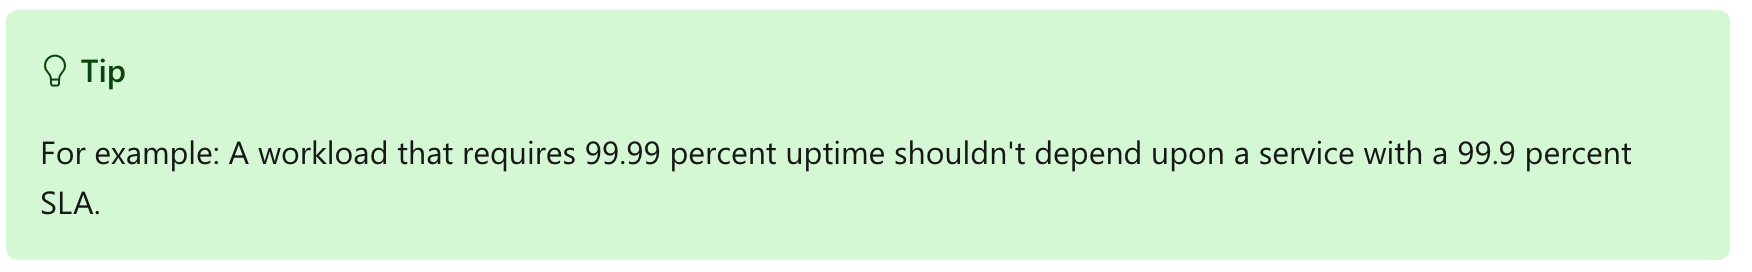 Tip
For example: A workload that requires 99.99 percent uptime shouldn't depend upon a service with a 99.9 percent
SLA.